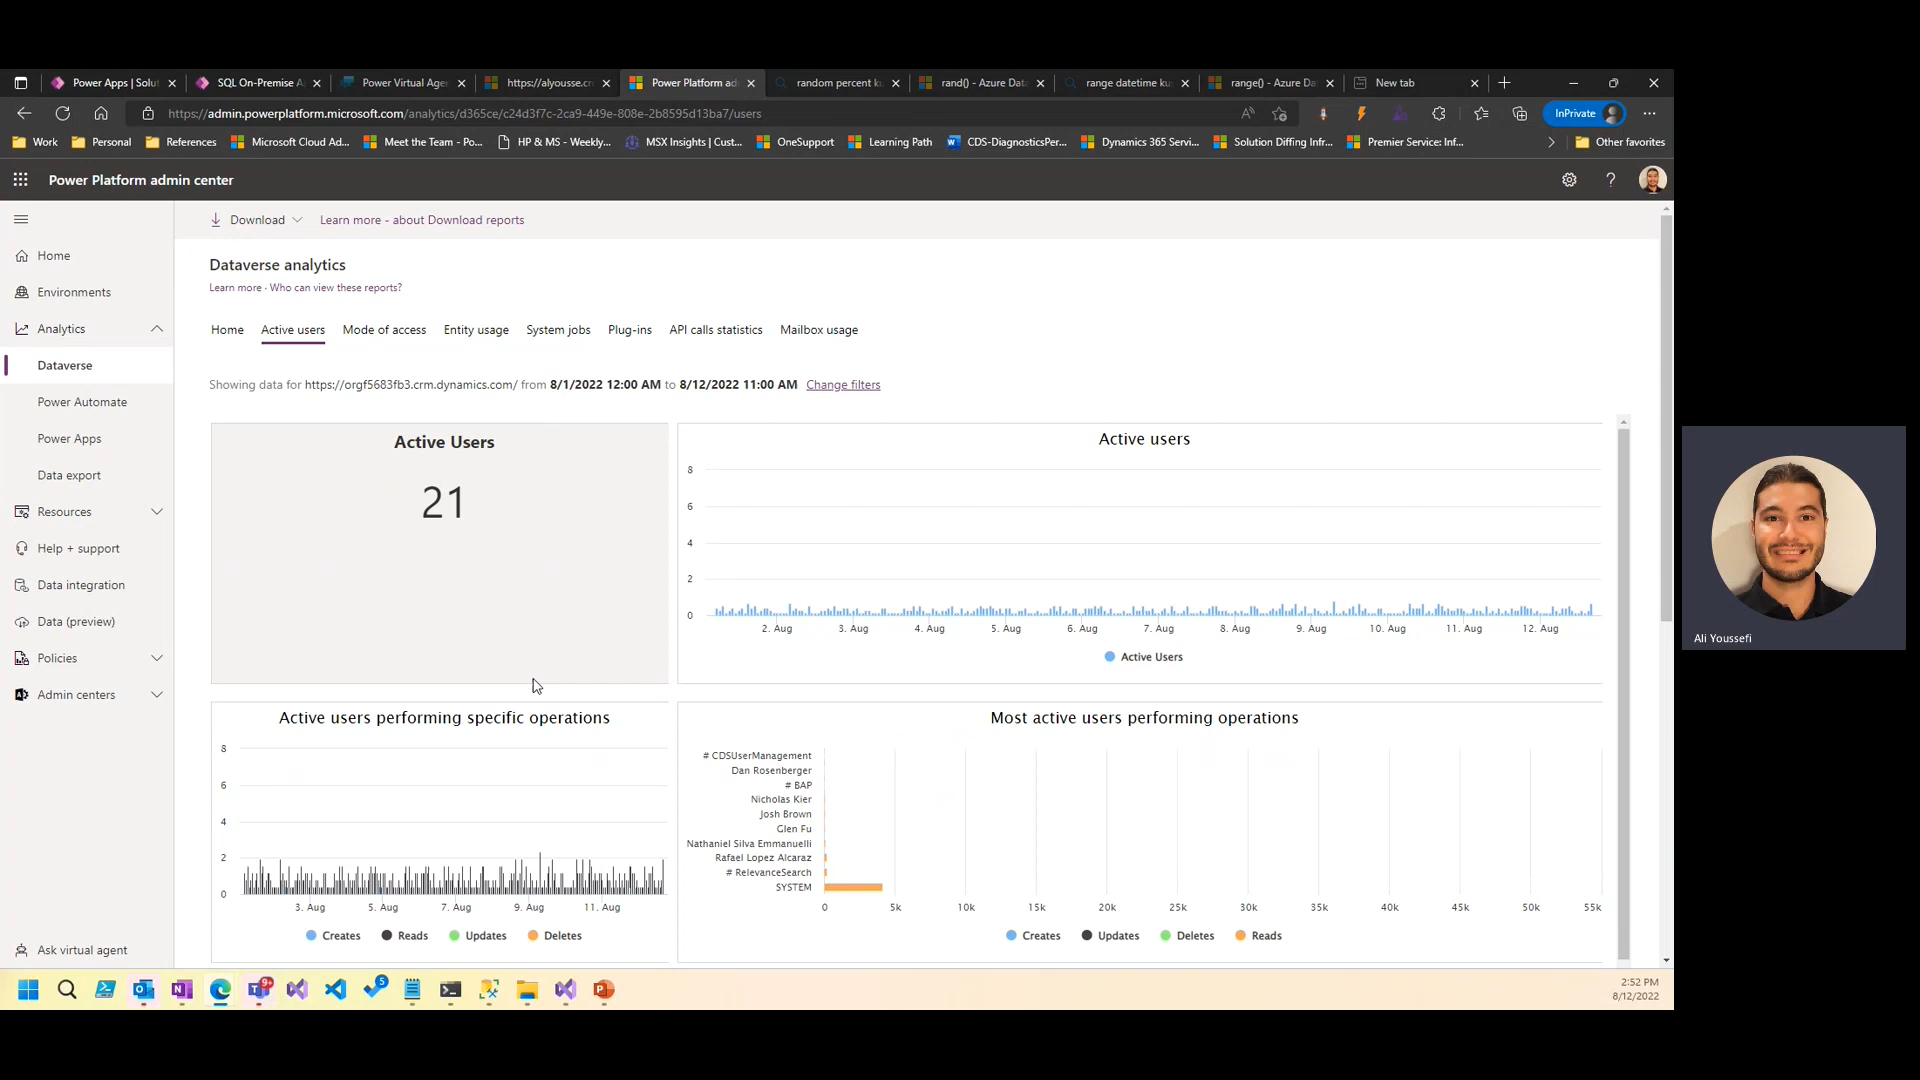 Power Apps | Solut
SQL On-Premise A
Power Virtual Age
https://alyousse.cr
Power Platform ad
random percent ku
rand() - Azure Dat
range datetime ku
range() - Azure Da
New tab
https://admin.powerplatform.microsoft.com/analytics/d365ce/c24d3f7c-2ca9-449e-808e-2b8595d13ba7/users
InPrivate
Work
Personal
References
Microsoft Cloud Ad...
Meet the Team - Po...
HP & MS - Weekly...
MSX Insights | Cust...
OneSupport
Learning Path
CDS-DiagnosticsPer...
Dynamics 365 Servi...
Solution Diffing Infr...
Premier Service: Inf...
Other favorites
Power Platform admin center
Download
Learn more - about Download reports
Home
Environments
Analytics
Dataverse
Power Automate
Power Apps
Data export
Resources
Help + support
Data integration
Data (preview)
Policies
Admin centers
Ask virtual agent
Dataverse analytics
Learn more · Who can view these reports?
Home Active users Mode of access Entity usage System jobs Plug-ins API calls statistics Mailbox usage
Showing data for https://orgf5683fb3.crm.dynamics.com/ from 8/1/2022 12:00 AM to 8/12/2022 11:00 AM Change filters
Active Users
21
Active users
8
6
4
2
0
2. Aug 3. Aug 4. Aug 5. Aug 6. Aug 7. Aug 8. Aug 9. Aug 10. Aug 11. Aug 12. Aug
Active Users
Active users performing specific operations
8
6
4
2
0
3. Aug 5. Aug 7. Aug 9. Aug 11. Aug
Creates Reads Updates Deletes
Most active users performing operations
# CDSUserManagement
Dan Rosenberger
# BAP
Nicholas Kier
Josh Brown
Glen Fu
Nathaniel Silva Emmanuelli
Rafael Lopez Alcaraz
# RelevanceSearch
SYSTEM
0 5k 10k 15k 20k 25k 30k 35k 40k 45k 50k 55k
Creates Updates Deletes Reads
Ali Youssefi
9+
5
2:52 PM
8/12/2022